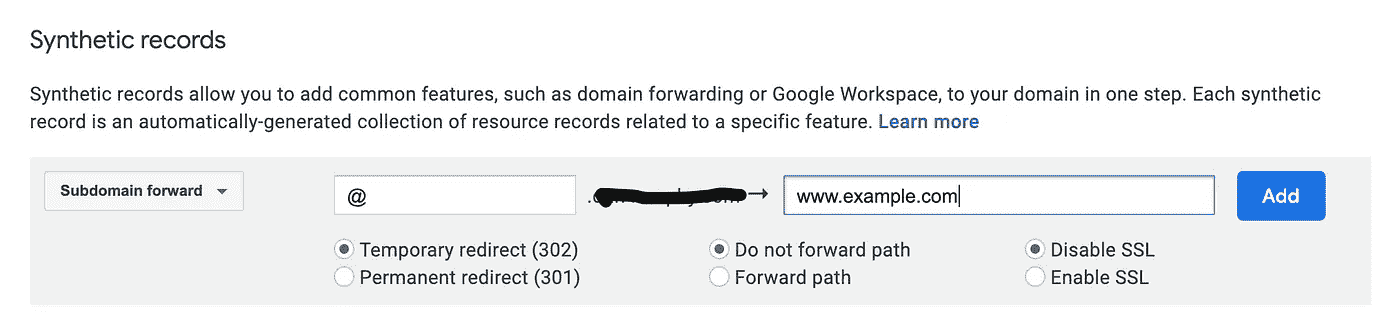 Synthetic records
Synthetic records allow you to add common features, such as domain forwarding or Google Workspace, to your domain in one step. Each synthetic
record is an automatically-generated collection of resource records related to a specific feature. Learn more
Subdomain forward @ → www.example.com Add
Temporary redirect (302) Do not forward path Disable SSL
Permanent redirect (301) Forward path Enable SSL